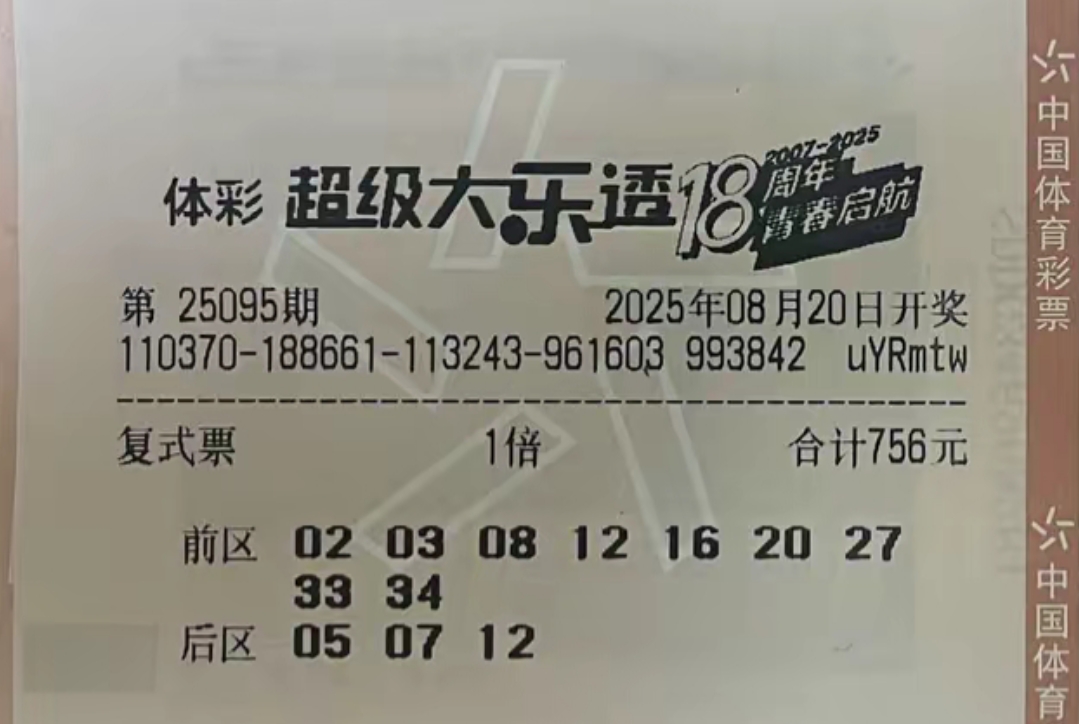 体彩 超级大乐透 18周年 2007-2025 青春启航
第 25095期 2025年08月20日开奖
110370-188661-113243-961603 993842 uYRmtw
复式票 1倍 合计756元
前区 02 03 08 12 16 20 27
33 34
后区 05 07 12
中国体育彩票
中国体育